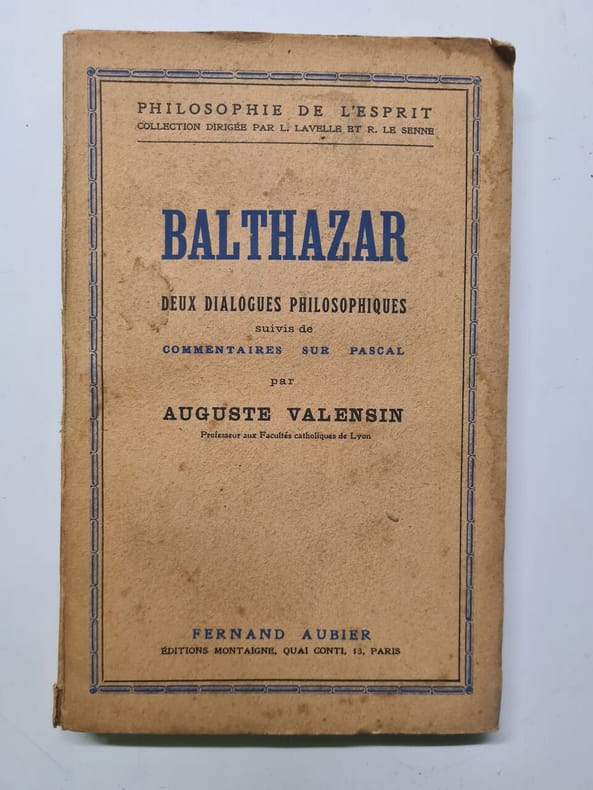 PHILOSOPHIE DE L'ESPRIT
COLLECTION DIRIGÉE PAR L. LAVELLE ET R. LE SENNE
BALTHAZAR
DEUX DIALOGUES PHILOSOPHIQUES
suivis de
COMMENTAIRES SUR PASCAL
par
AUGUSTE VALENSIN
Professeur aux Facultés catholiques de Lyon
FERNAND AUBIER
ÉDITIONS MONTAIGNE, QUAI CONTI, 13, PARIS